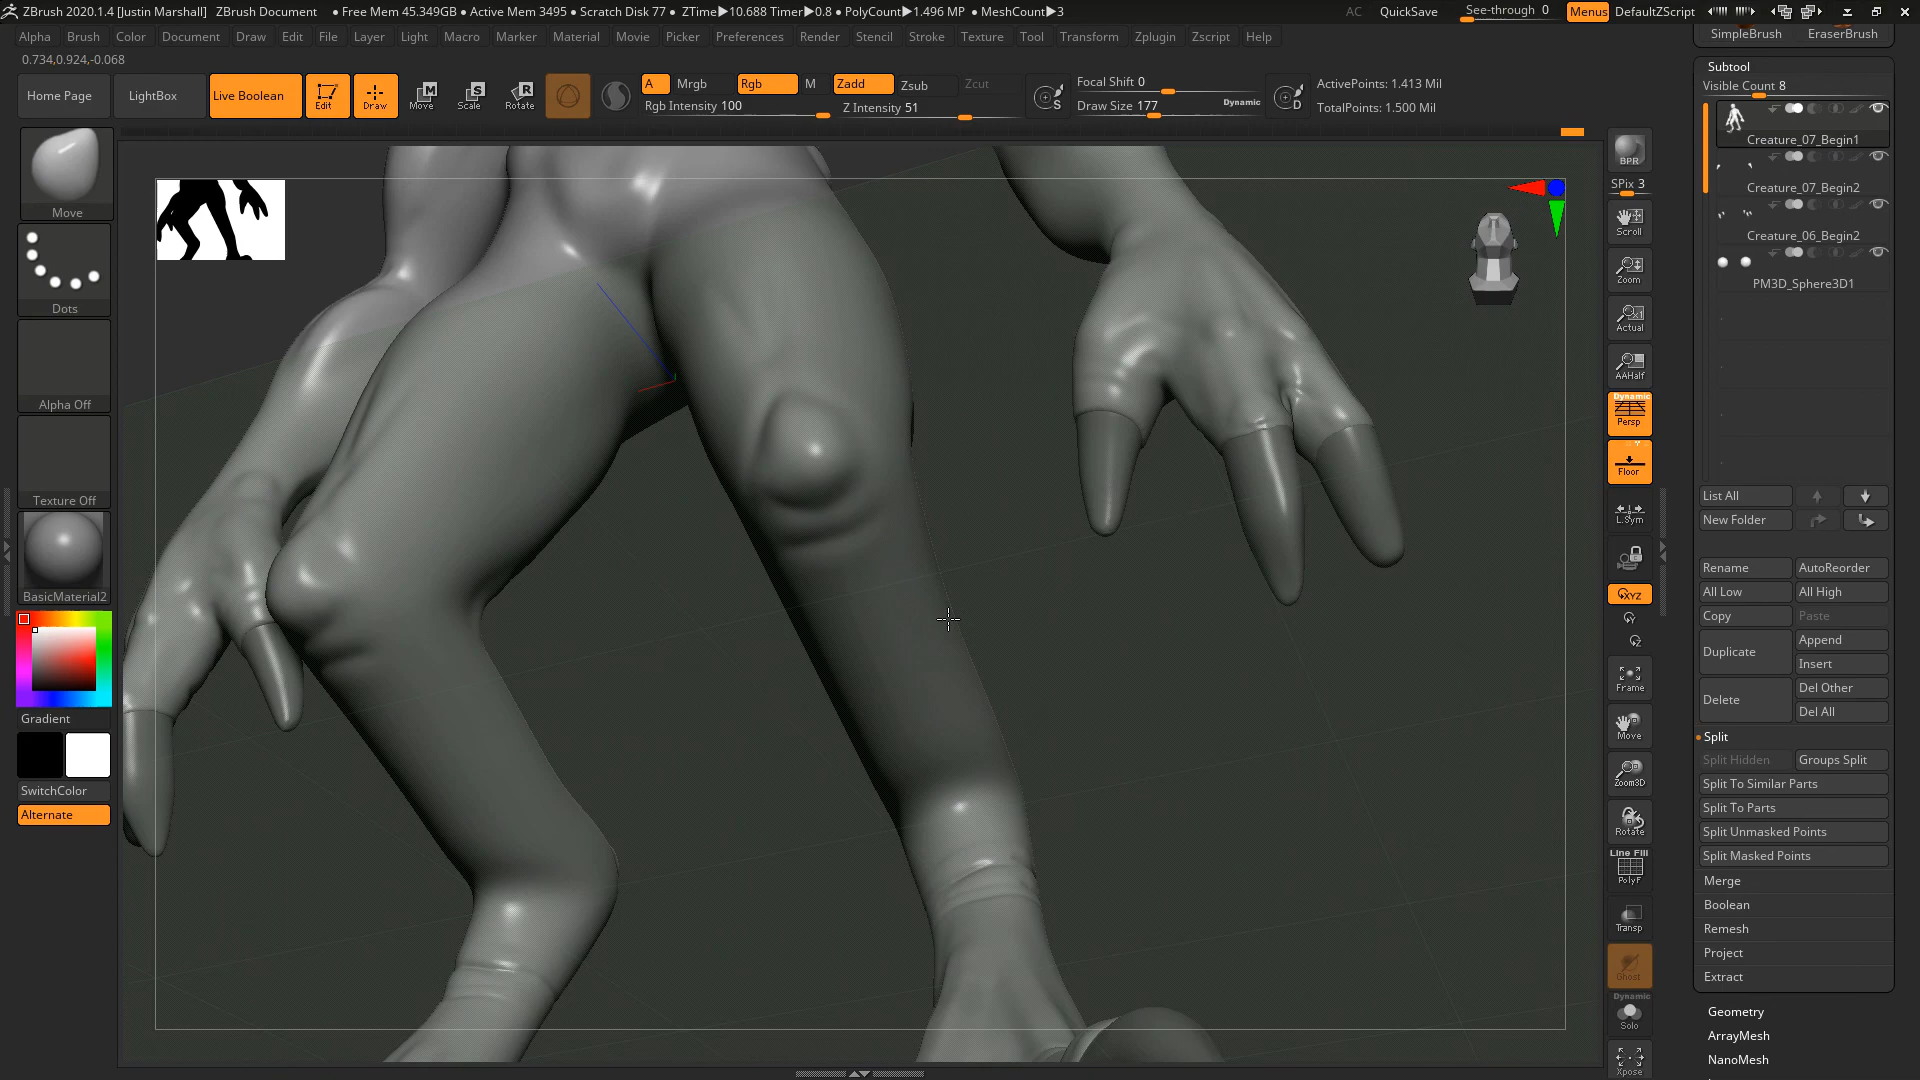 ZBrush 2020.1.4 [Justin Marshall] ZBrush Document ● Free Mem 45.349GB ● Active Mem 3495 ● Scratch Disk 77 ● ZTime▶10.688 Timer▶0.8 ● PolyCount▶1.496 MP ● MeshCount▶3 AC QuickSave See-through 0 Menus DefaultZScript
Alpha Brush Color Document Draw Edit File Layer Light Macro Marker Material Movie Picker Preferences Render Stencil Stroke Texture Tool Transform Zplugin Zscript Help
SimpleBrush EraserBrush
0.734,0.924,-0.068
Home Page LightBox Live Boolean Edit Draw Move Scale Rotate
A Mrgb Rgb M Zadd Zsub Zcut
Rgb Intensity 100 Z Intensity 51
Focal Shift 0
Draw Size 177 Dynamic
ActivePoints: 1.413 Mil
TotalPoints: 1.500 Mil
Move
Dots
Alpha Off
Texture Off
BasicMaterial2
Gradient
SwitchColor
Alternate
BPR
SPix 3
Scroll
Zoom
Actual
AAHalf
Dynamic
Persp
Floor
L.Sym
XYZ
Frame
Move
Zoom3D
Rotate
Line Fill
PolyF
Transp
Ghost
Dynamic
Solo
Xpose
Subtool
Visible Count 8
Creature_07_Begin1
Creature_07_Begin2
Creature_06_Begin2
PM3D_Sphere3D1
List All
New Folder
Rename AutoReorder
All Low All High
Copy Paste
Duplicate Append
Insert
Delete Del Other
Del All
Split
Split Hidden Groups Split
Split To Similar Parts
Split To Parts
Split Unmasked Points
Split Masked Points
Merge
Boolean
Remesh
Project
Extract
Geometry
ArrayMesh
NanoMesh